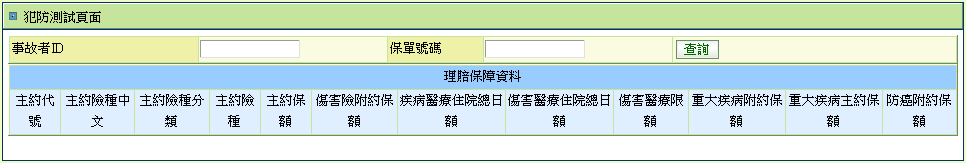 犯防測試頁面
事故者ID 保單號碼 查詢
理賠保障資料
主約代號 主約險種中文 主約險種分類 主約險種 主約保額 傷害險附約保額 疾病醫療住院總日額 傷害醫療住院總日額 傷害醫療限額 重大疾病附約保額 重大疾病主約保額 防癌附約保額